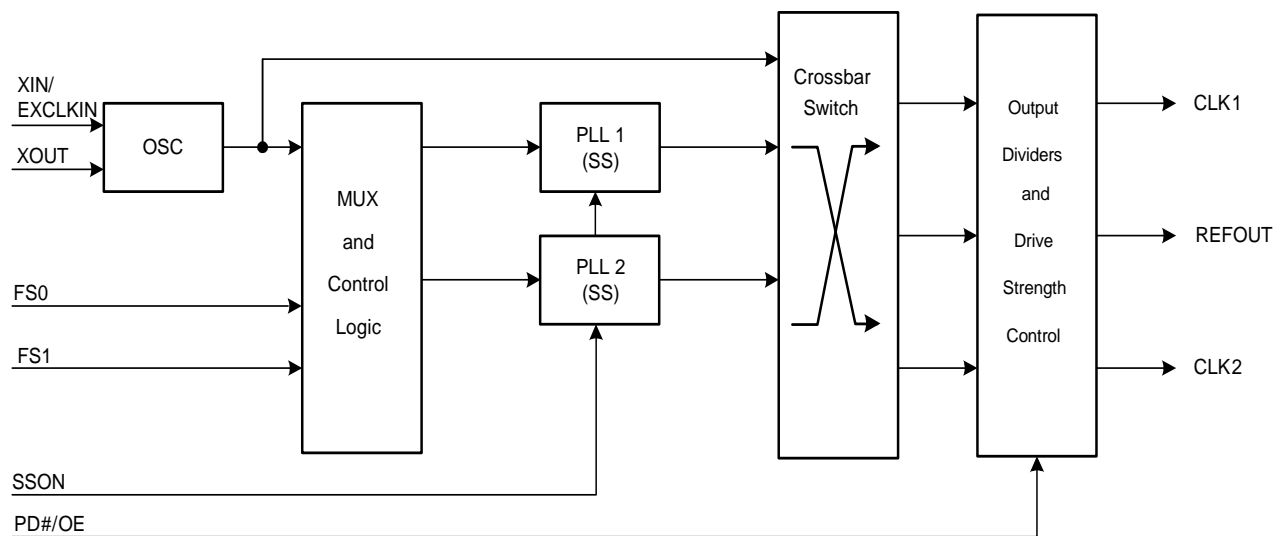 XIN/
EXCLKIN
XOUT
OSC
FS0
FS1
SSON
PD#/OE
MUX
and
Control
Logic
PLL 1
(SS)
PLL 2
(SS)
Crossbar
Switch
Output
Dividers
and
Drive
Strength
Control
CLK1
REFOUT
CLK2